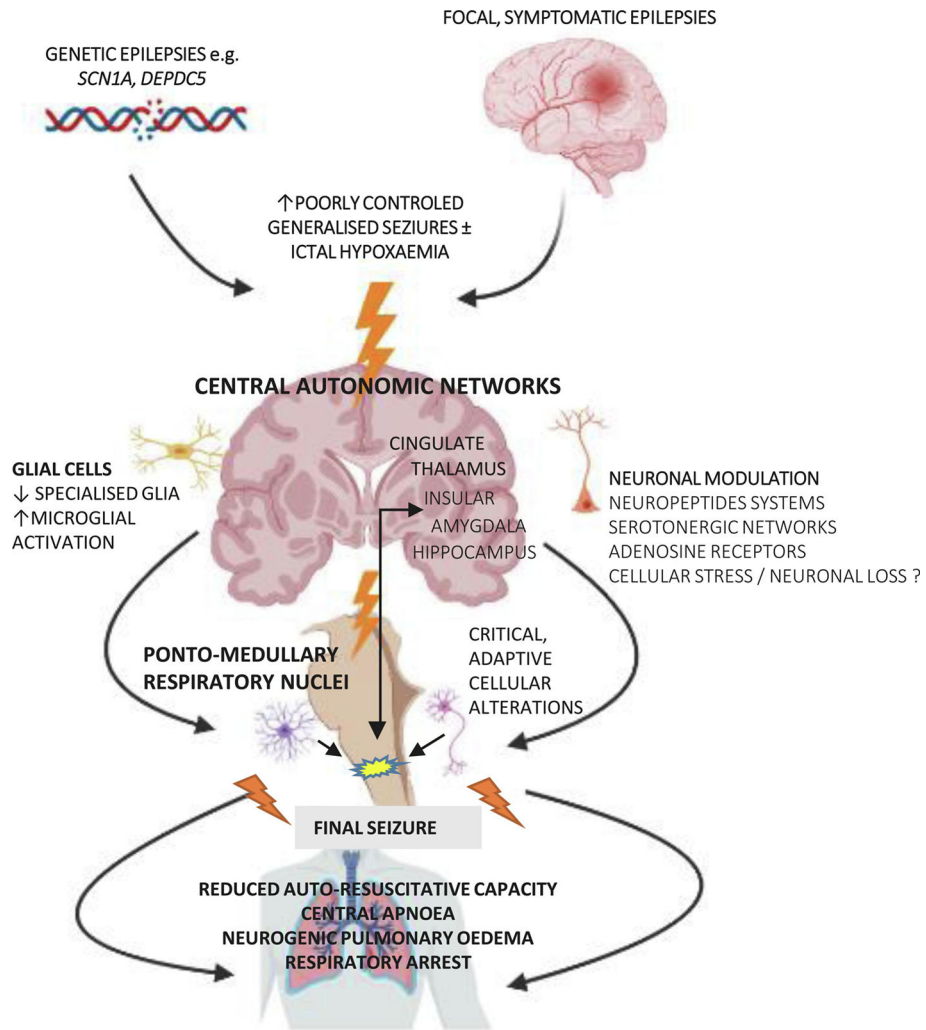 FOCAL, SYMPTOMATIC EPILEPSIES
GENETIC EPILEPSIES e.g.
SCN1A, DEPDC5
↑POORLY CONTROLED
GENERALISED SEZIURES ±
ICTAL HYPOXAEMIA
CENTRAL AUTONOMIC NETWORKS
CINGULATE
THALAMUS
INSULAR
AMYGDALA
HIPPOCAMPUS
GLIAL CELLS
↓ SPECIALISED GLIA
↑MICROGLIAL
ACTIVATION
NEURONAL MODULATION
NEUROPEPTIDES SYSTEMS
SEROTONERGIC NETWORKS
ADENOSINE RECEPTORS
CELLULAR STRESS / NEURONAL LOSS ?
PONTO-MEDULLARY
RESPIRATORY NUCLEI
CRITICAL,
ADAPTIVE
CELLULAR
ALTERATIONS
FINAL SEIZURE
REDUCED AUTO-RESUSCITATIVE CAPACITY
CENTRAL APNOEA
NEUROGENIC PULMONARY OEDEMA
RESPIRATORY ARREST